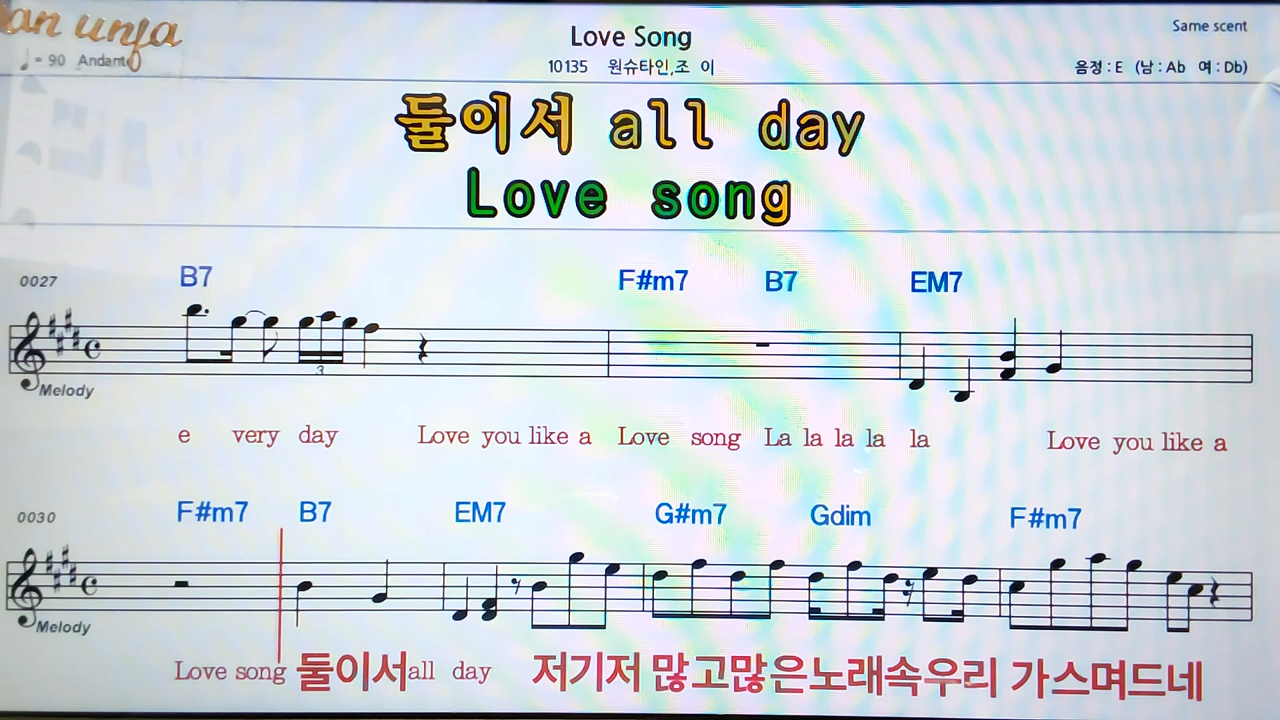 an unja
Love Song
Same scent
♩= 90 Andante
10135 원슈타인,조 이
음정 : E (남 : Ab 여 : Db)
둘이서 all day
Love song
0027 B7 F#m7 B7 EM7
3
Melody
e very day Love you like a Love song La la la la la Love you like a
0030 F#m7 B7 EM7 G#m7 Gdim F#m7
Melody
Love song 둘이서all day 저기저 많고많은노래속우리 가스며드네